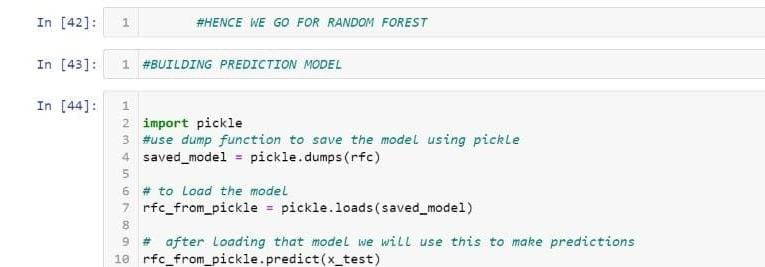 In [42]: 1 #HENCE WE GO FOR RANDOM FOREST
In [43]: 1 #BUILDING PREDICTION MODEL
In [44]: 1
2 import pickle
3 #use dump function to save the model using pickle
4 saved_model = pickle.dumps(rfc)
5
6 # to load the model
7 rfc_from_pickle = pickle.loads(saved_model)
8
9 #  after loading that model we will use this to make predictions
10 rfc_from_pickle.predict(x_test)